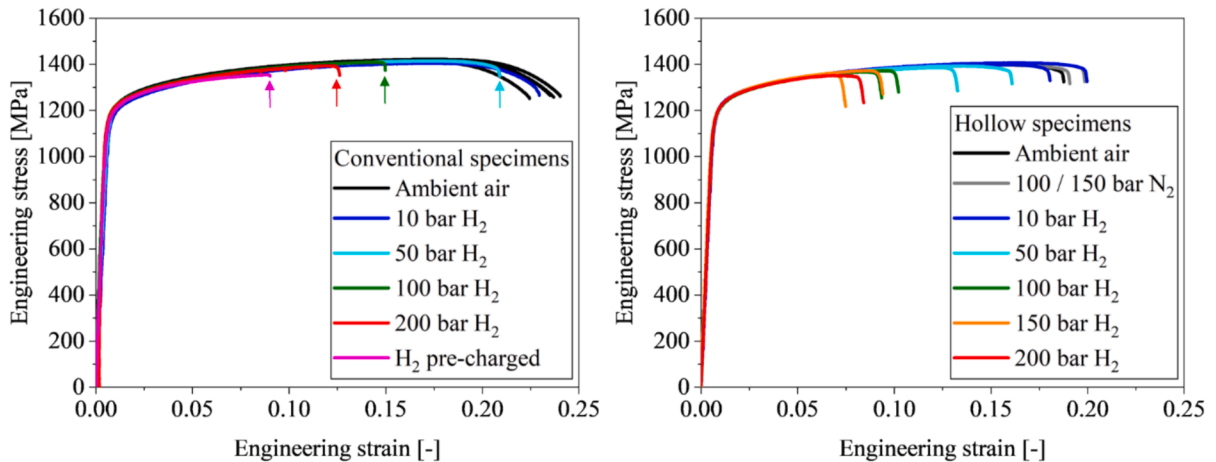 1600
1400
1200
1000
800
600
400
200
0
Engineering stress [MPa]
Conventional specimens
Ambient air
10 bar H₂
50 bar H₂
100 bar H₂
200 bar H₂
H₂ pre-charged
0.00 0.05 0.10 0.15 0.20 0.25
Engineering strain [-]
1600
1400
1200
1000
800
600
400
200
0
Engineering stress [MPa]
Hollow specimens
Ambient air
100 / 150 bar N₂
10 bar H₂
50 bar H₂
100 bar H₂
150 bar H₂
200 bar H₂
0.00 0.05 0.10 0.15 0.20 0.25
Engineering strain [-]